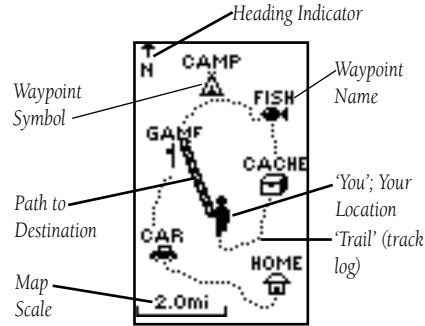 Heading Indicator
N
CAMP
Waypoint
Symbol
Waypoint
Name
FISH
GAME
CACHE
'You'; Your
Location
Path to
Destination
'Trail' (track
log)
CAR
HOME
Map
Scale
2.0mi